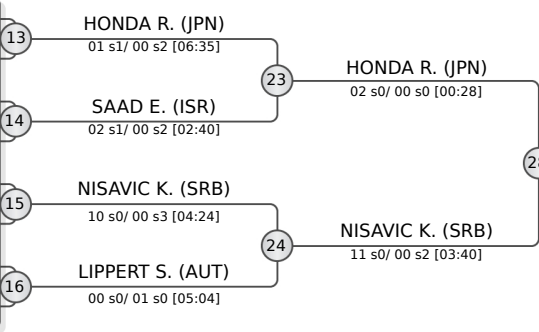 13
HONDA R. (JPN)
01 s1/ 00 s2 [06:35]
23
HONDA R. (JPN)
02 s0/ 00 s0 [00:28]
14
SAAD E. (ISR)
02 s1/ 00 s2 [02:40]
15
NISAVIC K. (SRB)
10 s0/ 00 s3 [04:24]
24
NISAVIC K. (SRB)
11 s0/ 00 s2 [03:40]
16
LIPPERT S. (AUT)
00 s0/ 01 s0 [05:04]